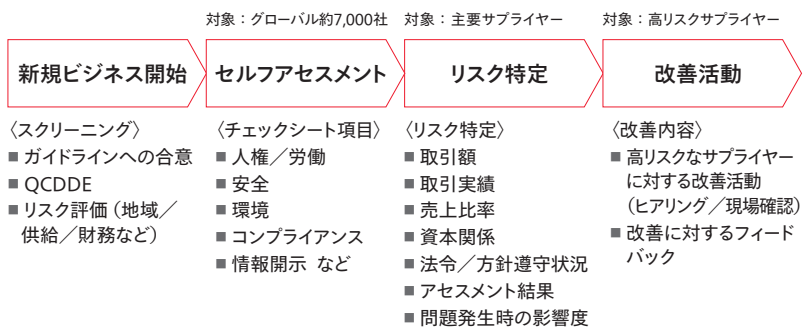 新規ビジネス開始
〈スクリーニング〉
■ ガイドラインへの合意
■ QCDDE
■ リスク評価（地域／
供給／財務など）
対象：グローバル約7,000社
セルフアセスメント
〈チェックシート項目〉
■ 人権／労働
■ 安全
■ 環境
■ コンプライアンス
■ 情報開示 など
対象：主要サプライヤー
リスク特定
〈リスク特定〉
■ 取引額
■ 取引実績
■ 売上比率
■ 資本関係
■ 法令／方針遵守状況
■ アセスメント結果
■ 問題発生時の影響度
対象：高リスクサプライヤー
改善活動
〈改善内容〉
■ 高リスクなサプライヤー
に対する改善活動
（ヒアリング／現場確認）
■ 改善に対するフィード
バック